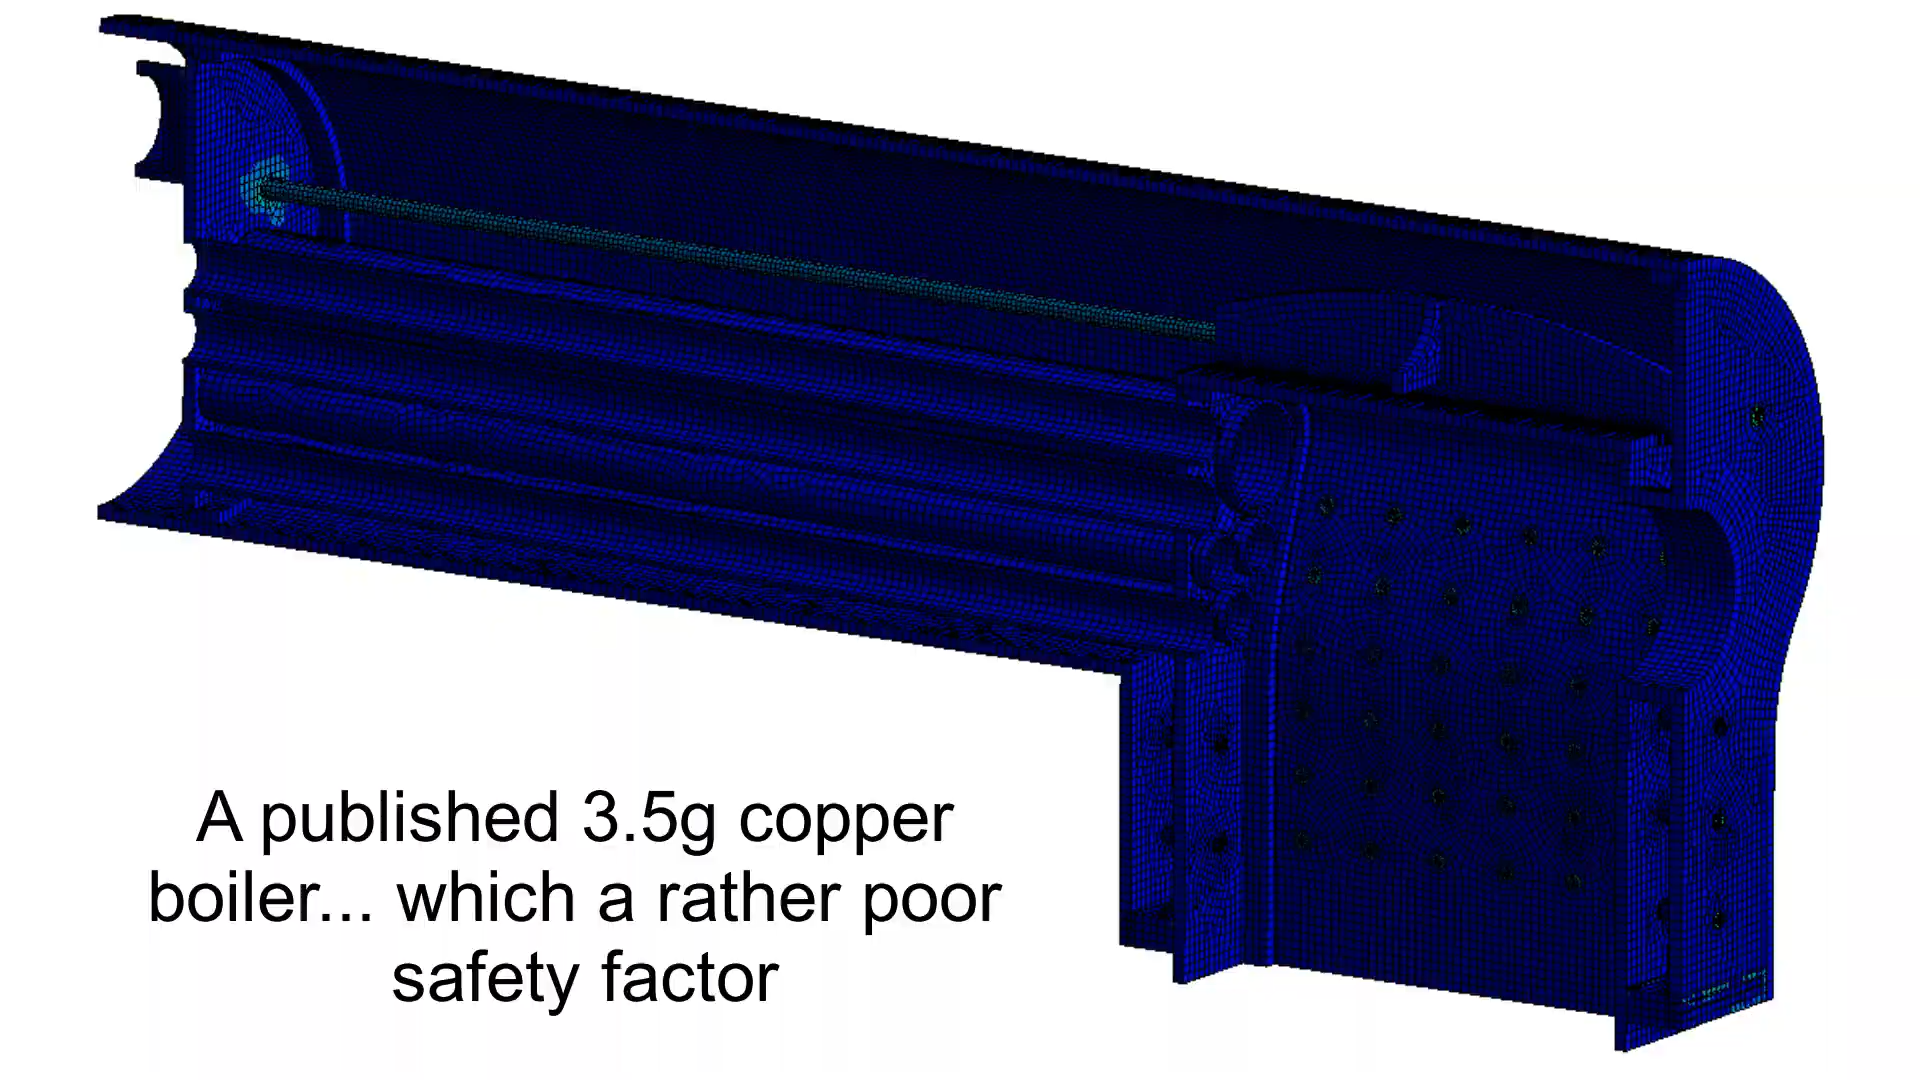 A published 3.5g copper
boiler... which a rather poor
safety factor